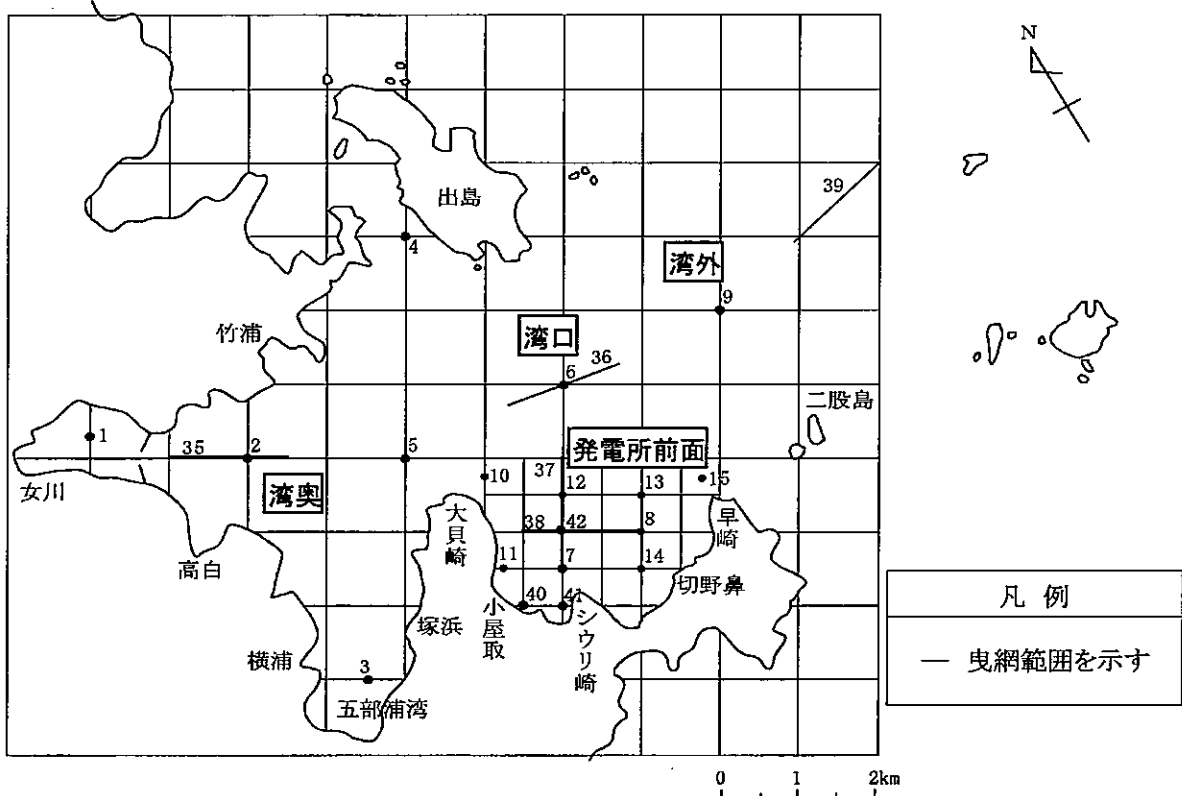 N
39
出島
4
湾外
9
湾口
竹浦
36
6
二股島
発電所前面
1
35
2
5
37
10
12
13
15
女川
湾奥
大貝崎
38
42
8
早崎
高白
11
7
14
切野鼻
40
41
小屋取
シウリ崎
塚浜
横浦
3
五部浦湾
凡例
― 曳網範囲を示す
0 1 2km